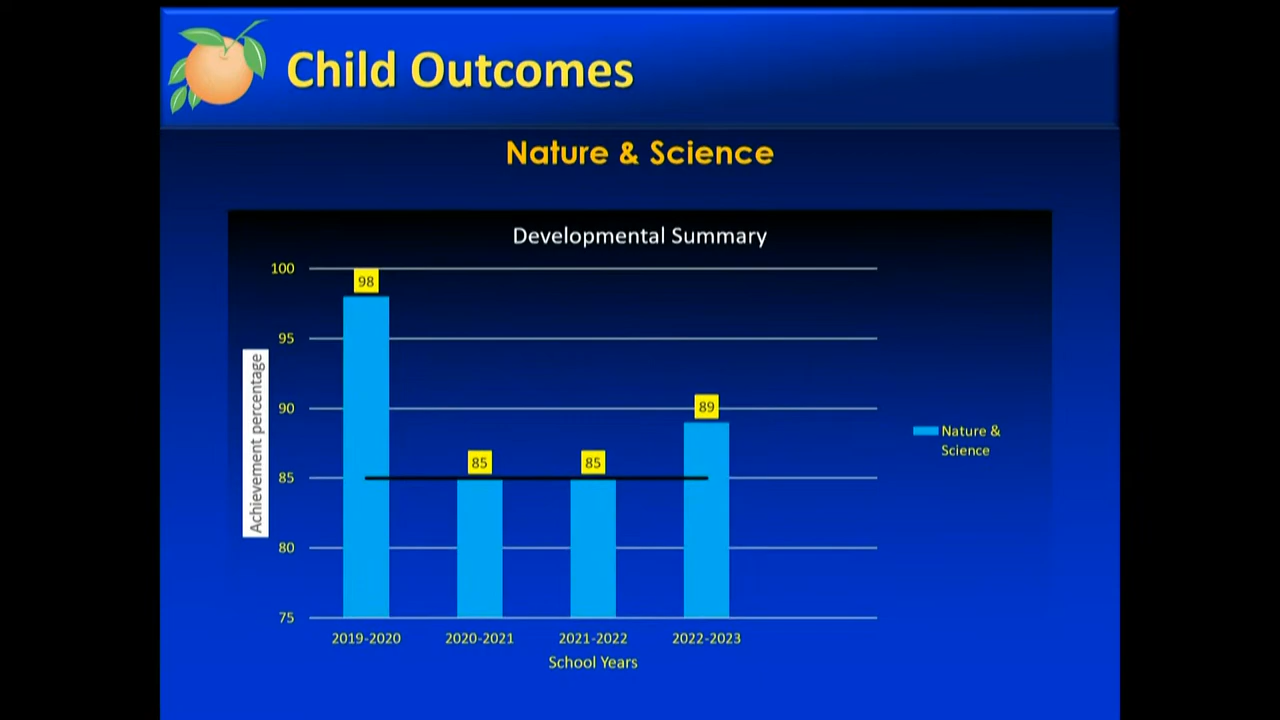 Child Outcomes
Nature & Science
Developmental Summary
100
98
95
90
89
85
85
85
80
75
Achievement percentage
2019-2020
2020-2021
2021-2022
2022-2023
School Years
Nature &
Science